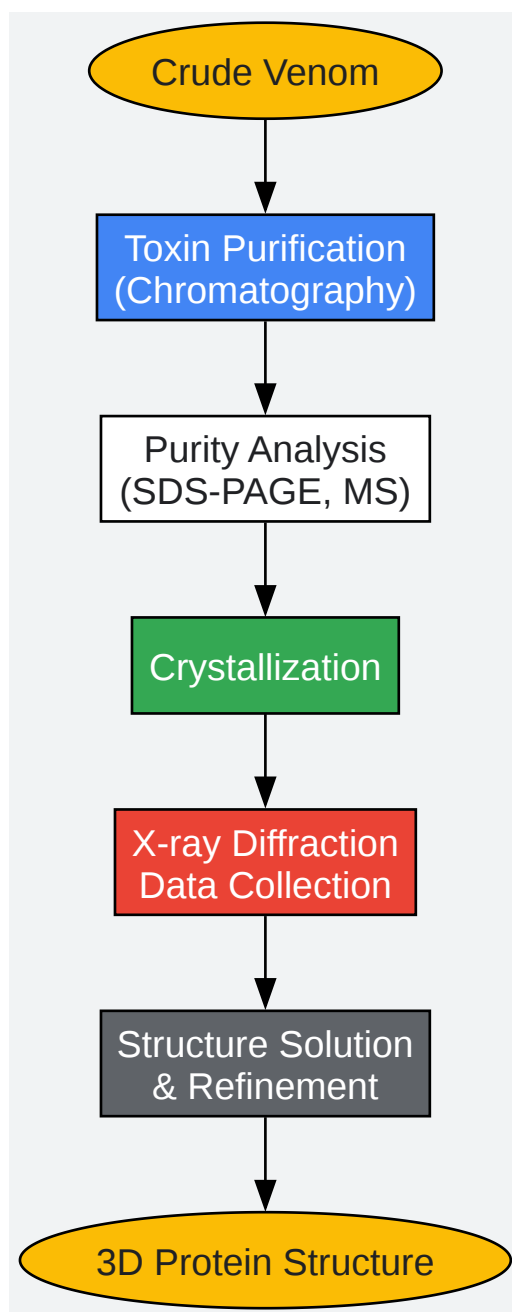 Crude Venom
Toxin Purification
(Chromatography)
Purity Analysis
(SDS-PAGE, MS)
Crystallization
X-ray Diffraction
Data Collection
Structure Solution
& Refinement
3D Protein Structure